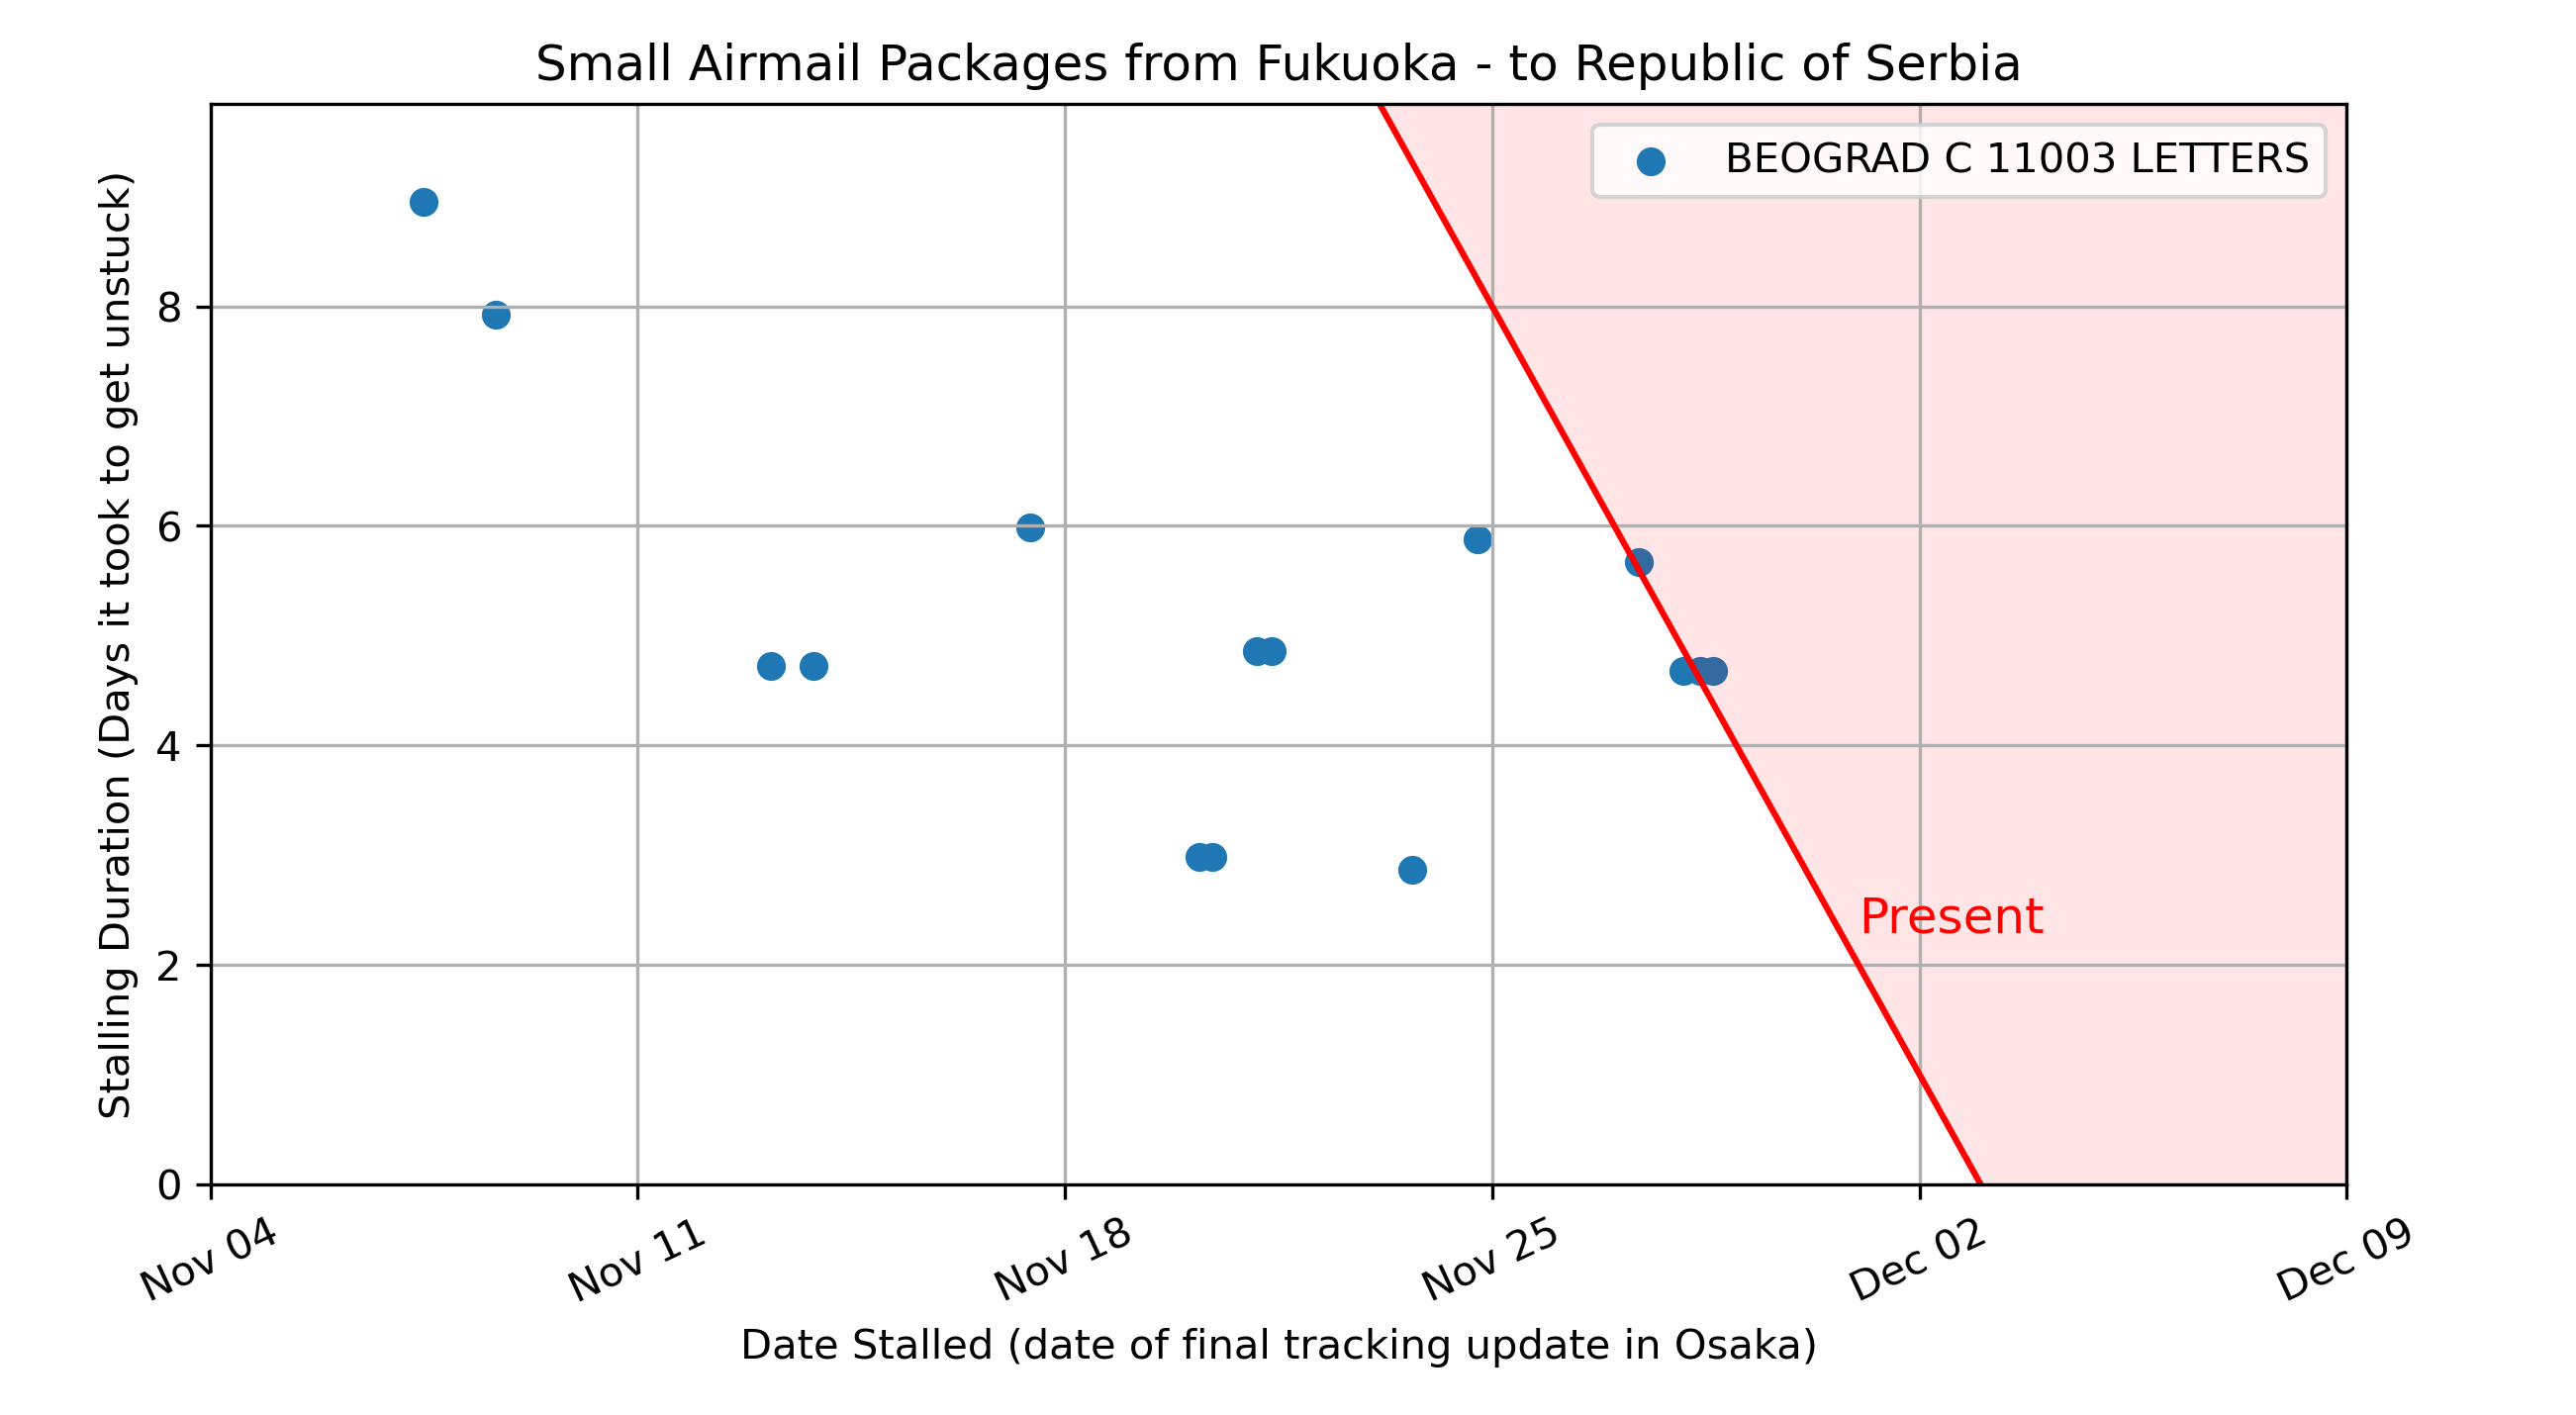 Small Airmail Packages from Fukuoka - to Republic of Serbia
BEOGRAD C 11003 LETTERS
Stalling Duration (Days it took to get unstuck)
8
6
4
2
0
Present
Nov 04
Nov 11
Nov 18
Nov 25
Dec 02
Dec 09
Date Stalled (date of final tracking update in Osaka)